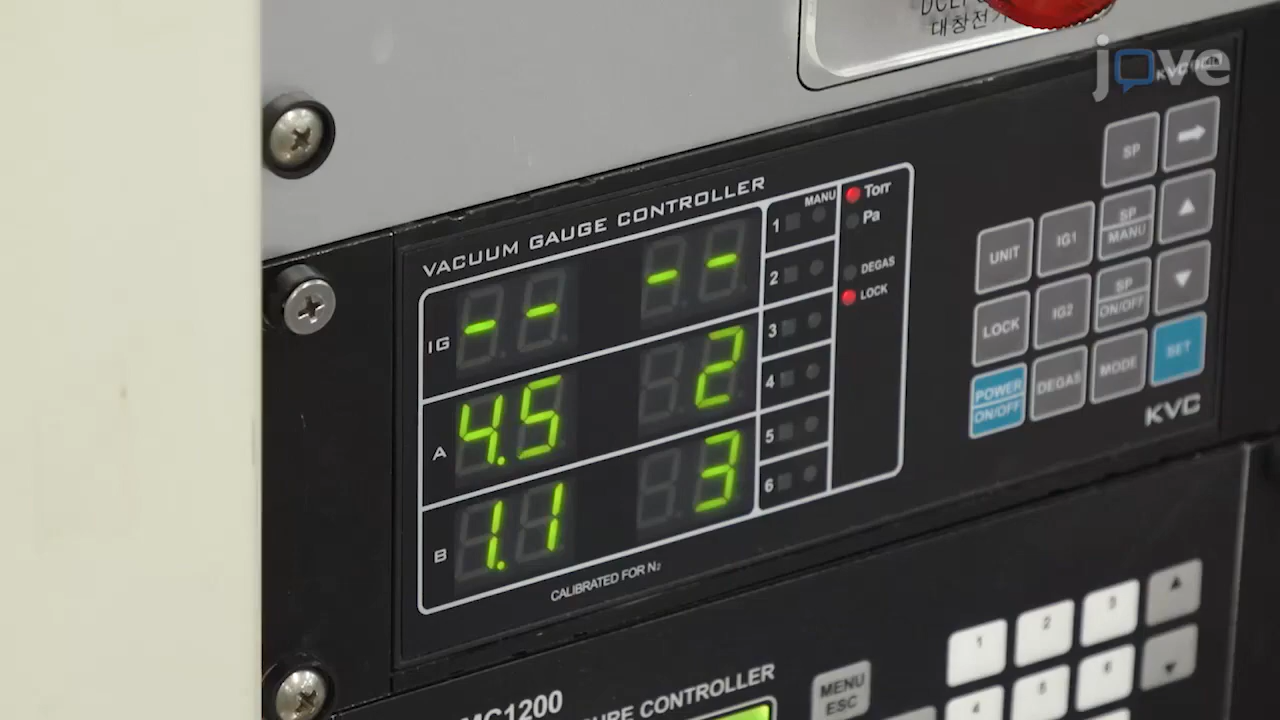 대창전기
jove
VACUUM GAUGE CONTROLLER
IG -- --
A 4.5 2
B 1.1 3
CALIBRATED FOR N₂
MANU
1
2
3
4
5
6
Torr
Pa
DEGAS
LOCK
SP
UNIT IG1 SP MANU
LOCK IG2 SP ON/OFF
POWER ON/OFF DEGAS MODE SET
KVC
MC1200
CONTROLLER
MENU
ESC
1 2 3
4 5 6